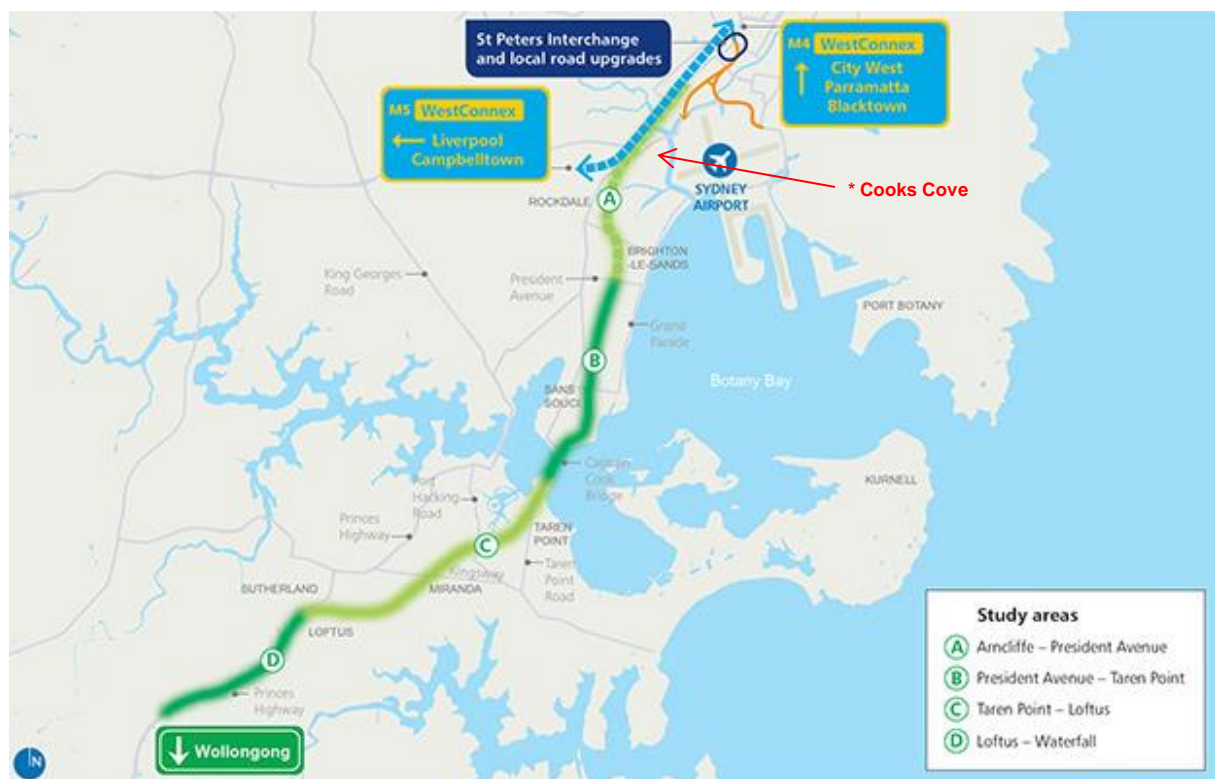 St Peters Interchange
and local road upgrades
M4 WestConnex
↑ City West
Parramatta
Blacktown
M5 WestConnex
← Liverpool
Campbelltown
* Cooks Cove
SYDNEY
AIRPORT
ROCKDALE
A
BRIGHTON
-LE-SANDS
King Georges
Road
President
Avenue
PORT BOTANY
Grand
Parade
B
Botany Bay
SANS
SOUCI
Captain
Cook
Bridge
KURNELL
Port
Hacking
Road
Princes
Highway
TAREN
POINT
C
Kingsway
Taren
Point
Road
SUTHERLAND
MIRANDA
LOFTUS
D
Princes
Highway
↓ Wollongong
N
Study areas
A Arncliffe – President Avenue
B President Avenue – Taren Point
C Taren Point – Loftus
D Loftus – Waterfall